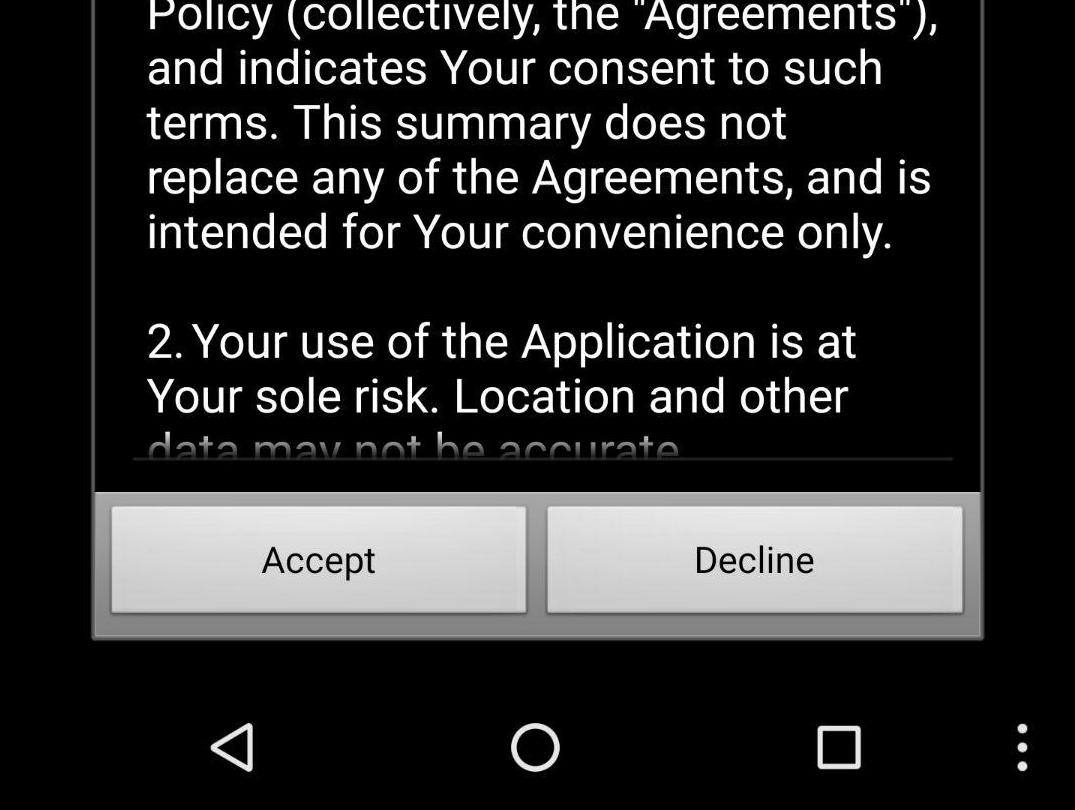 Policy (collectively, the "Agreements"),
and indicates Your consent to such
terms. This summary does not
replace any of the Agreements, and is
intended for Your convenience only.
2. Your use of the Application is at
Your sole risk. Location and other
data may not be accurate
Accept
Decline